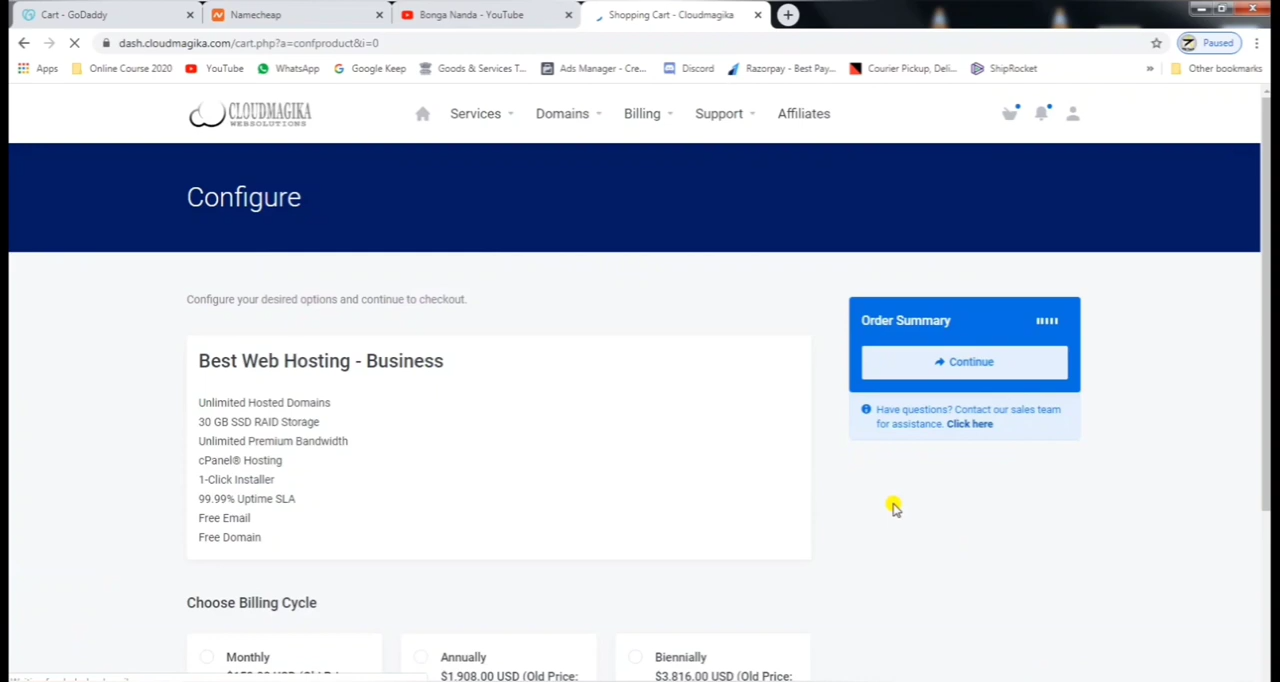 Cart - GoDaddy
Namecheap
Bonga Nanda - YouTube
Shopping Cart - Cloudmagika
dash.cloudmagika.com/cart.php?a=confproduct&i=0
Paused
Apps
Online Course 2020
YouTube
WhatsApp
Google Keep
Goods & Services T...
Ads Manager - Cre...
Discord
Razorpay - Best Pay...
Courier Pickup, Deli...
ShipRocket
»
Other bookmarks
CLOUDMAGIKA
WEBSOLUTIONS
Services
Domains
Billing
Support
Affiliates
Configure
Configure your desired options and continue to checkout.
Order Summary
Continue
Have questions? Contact our sales team
for assistance. Click here
Best Web Hosting - Business
Unlimited Hosted Domains
30 GB SSD RAID Storage
Unlimited Premium Bandwidth
cPanel® Hosting
1-Click Installer
99.99% Uptime SLA
Free Email
Free Domain
Choose Billing Cycle
Monthly
Annually
Biennially
USD (Old Price:
$1,908.00 USD (Old Price:
$3,816.00 USD (Old Price: